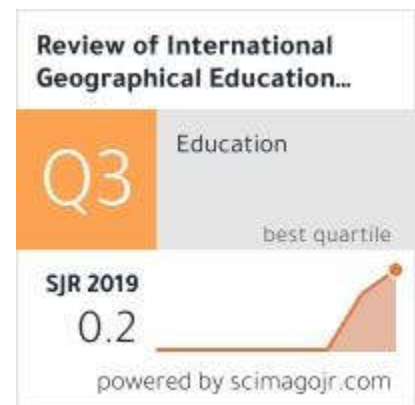 Review of International
Geographical Education...
Q3
Education
best quartile
SJR 2019
0.2
powered by scimagojr.com